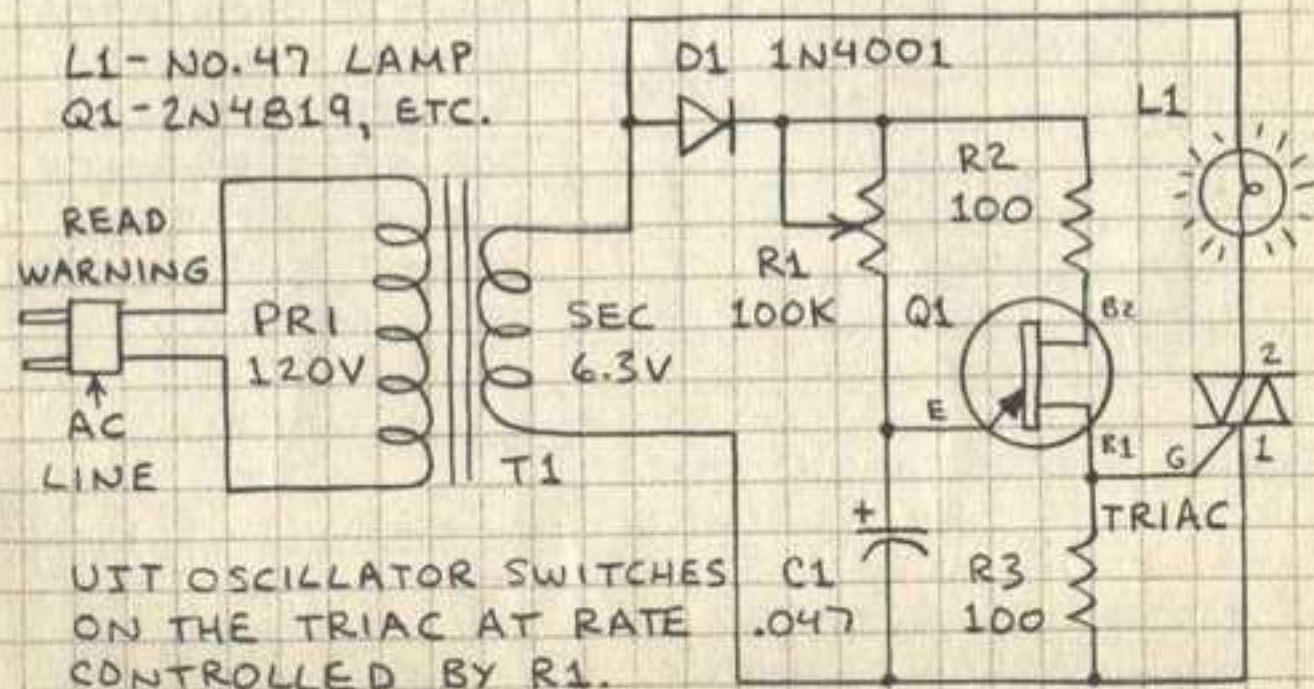 L1-NO.47 LAMP
Q1-2N4819, ETC.
D1 1N4001
L1
R2
100
READ
WARNING
R1
100K
Q1
B2
PRI
120V
SEC
6.3V
2
AC
LINE
E
B1
G
1
T1
TRIAC
+
C1
.047
R3
100
UJT OSCILLATOR SWITCHES
ON THE TRIAC AT RATE
CONTROLLED BY R1.